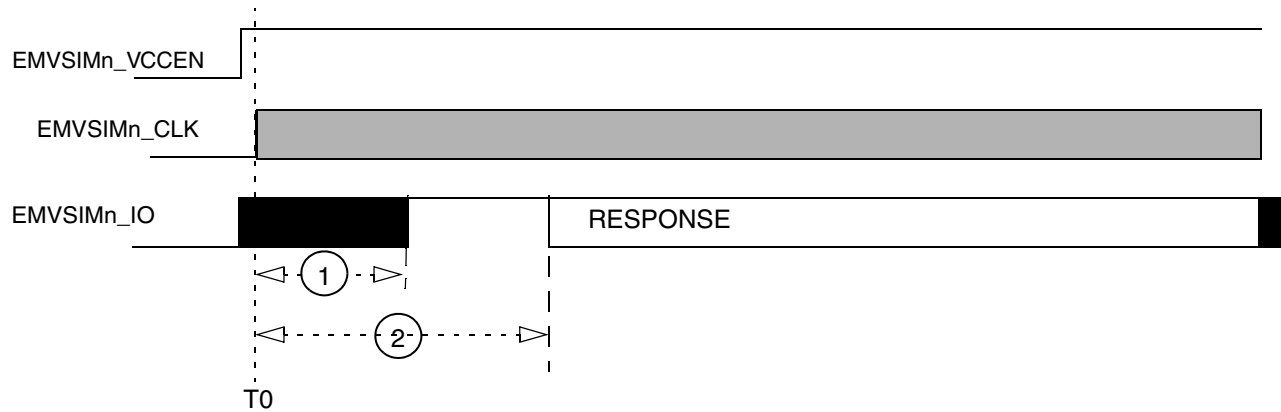 EMVSIMn_VCCEN
EMVSIMn_CLK
EMVSIMn_IO
RESPONSE
1
2
T0